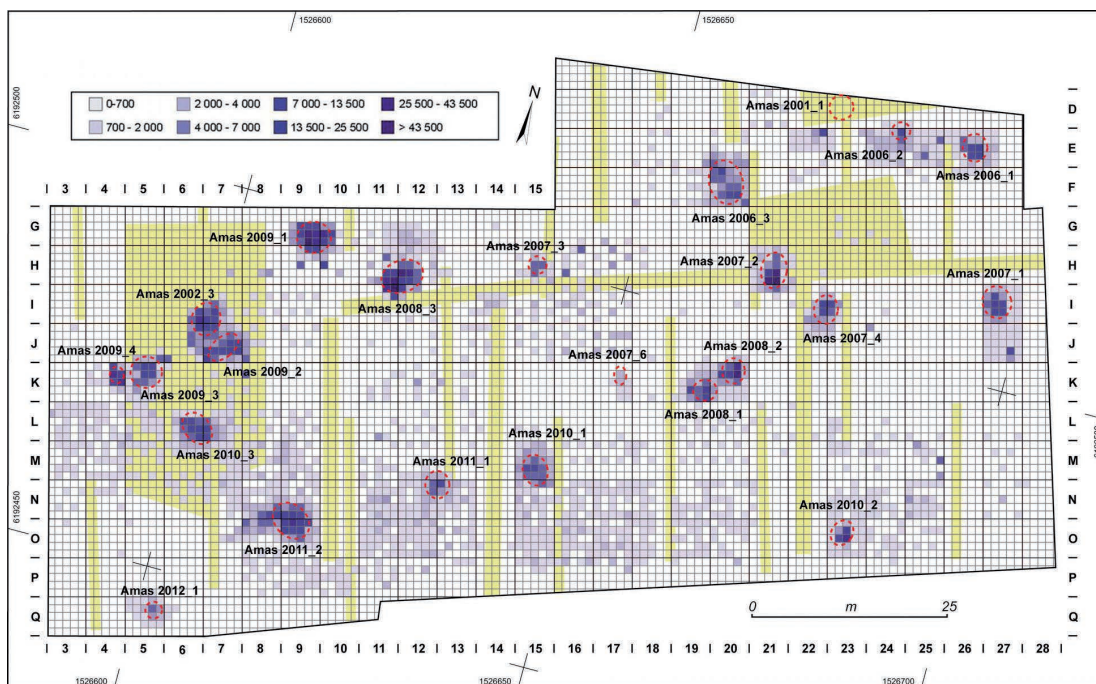 1526600
1526650
6192500
N
0-700
2 000 - 4 000
7 000 - 13 500
25 500 - 43 500
700 - 2 000
4 000 - 7 000
13 500 - 25 500
> 43 500
Amas 2001_1
D
E
Amas 2006_2
Amas 2006_1
F
3 4 5 6 7 8 9 10 11 12 13 14 15
Amas 2006_3
G
Amas 2009_1
G
H
Amas 2007_3
Amas 2007_2
Amas 2007_1
H
Amas 2002_3
Amas 2008_3
I
I
J
Amas 2007_4
J
Amas 2009_4
Amas 2009_2
Amas 2007_6
Amas 2008_2
K
K
Amas 2009_3
Amas 2008_1
L
L
Amas 2010_3
Amas 2010_1
M
Amas 2011_1
M
N
Amas 2010_2
N
6192450
O
Amas 2011_2
O
P
P
Amas 2012_1
Q
0 m 25
Q
3 4 5 6 7 8 9 10 11 12 13 14 15 16 17 18 19 20 21 22 23 24 25 26 27 28
1526600
1526650
1526700